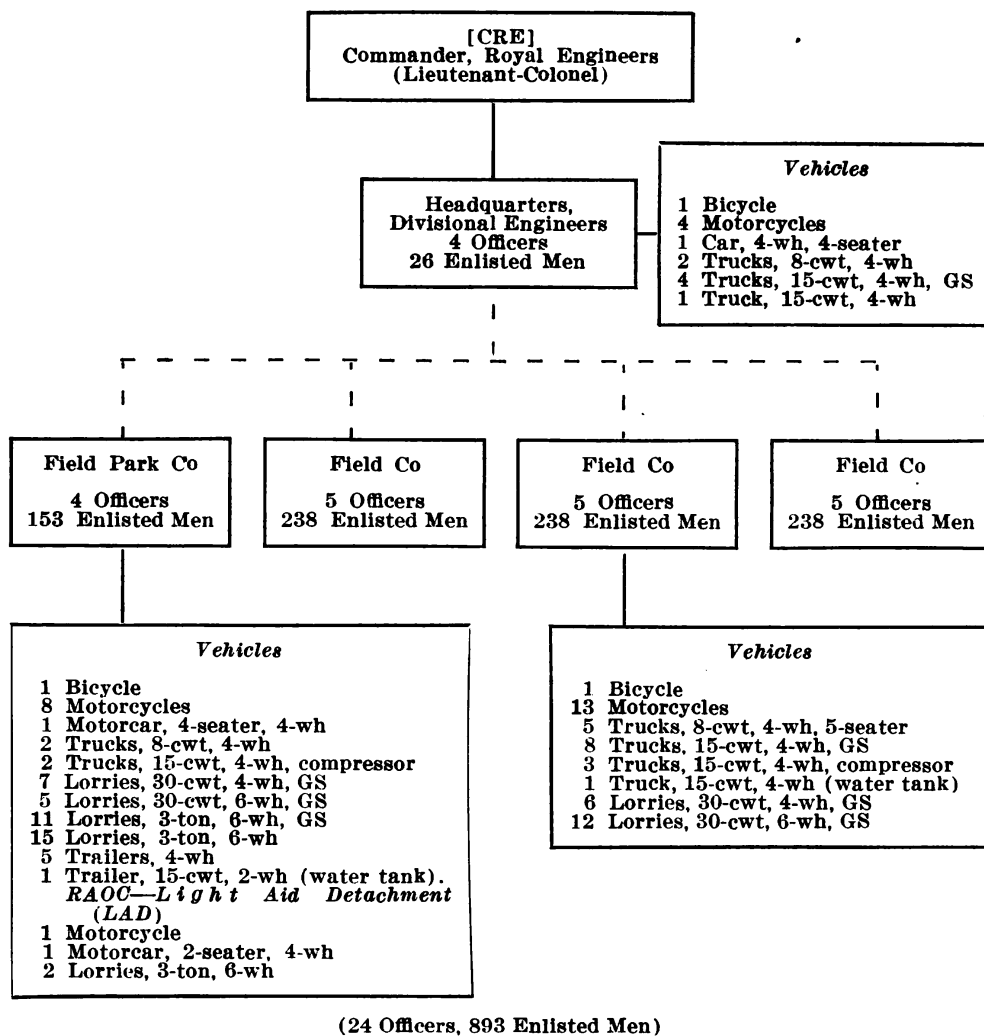 [CRE]
Commander, Royal Engineers
(Lieutenant-Colonel)
Headquarters,
Divisional Engineers
4 Officers
26 Enlisted Men
Vehicles
1 Bicycle
4 Motorcycles
1 Car, 4-wh, 4-seater
2 Trucks, 8-cwt, 4-wh
4 Trucks, 15-cwt, 4-wh, GS
1 Truck, 15-cwt, 4-wh
Field Park Co
4 Officers
153 Enlisted Men
Field Co
5 Officers
238 Enlisted Men
Field Co
5 Officers
238 Enlisted Men
Field Co
5 Officers
238 Enlisted Men
Vehicles
1 Bicycle
8 Motorcycles
1 Motorcar, 4-seater, 4-wh
2 Trucks, 8-cwt, 4-wh
2 Trucks, 15-cwt, 4-wh, compressor
7 Lorries, 30-cwt, 4-wh, GS
5 Lorries, 30-cwt, 6-wh, GS
11 Lorries, 3-ton, 6-wh, GS
15 Lorries, 3-ton, 6-wh
5 Trailers, 4-wh
1 Trailer, 15-cwt, 2-wh (water tank).
RAOC—Light Aid Detachment
(LAD)
1 Motorcycle
1 Motorcar, 2-seater, 4-wh
2 Lorries, 3-ton, 6-wh
Vehicles
1 Bicycle
13 Motorcycles
5 Trucks, 8-cwt, 4-wh, 5-seater
8 Trucks, 15-cwt, 4-wh, GS
3 Trucks, 15-cwt, 4-wh, compressor
1 Truck, 15-cwt, 4-wh (water tank)
6 Lorries, 30-cwt, 4-wh, GS
12 Lorries, 30-cwt, 6-wh, GS
(24 Officers, 893 Enlisted Men)